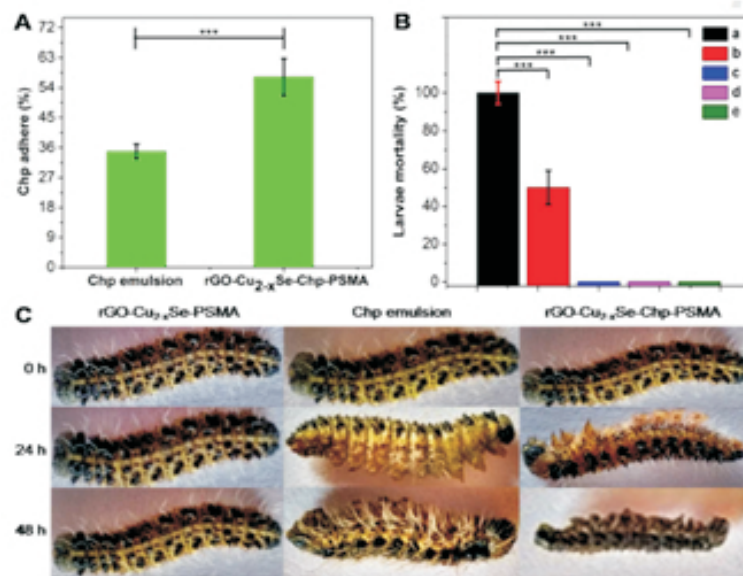 A
72
63
54
45
36
27
18
9
0
Chp adhere (%)
***
Chp emulsion
rGO-Cu2-xSe-Chp-PSMA
B
100
80
60
40
20
0
Larvae mortality (%)
***
***
***
***
a
b
c
d
e
C
rGO-Cu2-xSe-PSMA
Chp emulsion
rGO-Cu2-xSe-Chp-PSMA
0 h
24 h
48 h